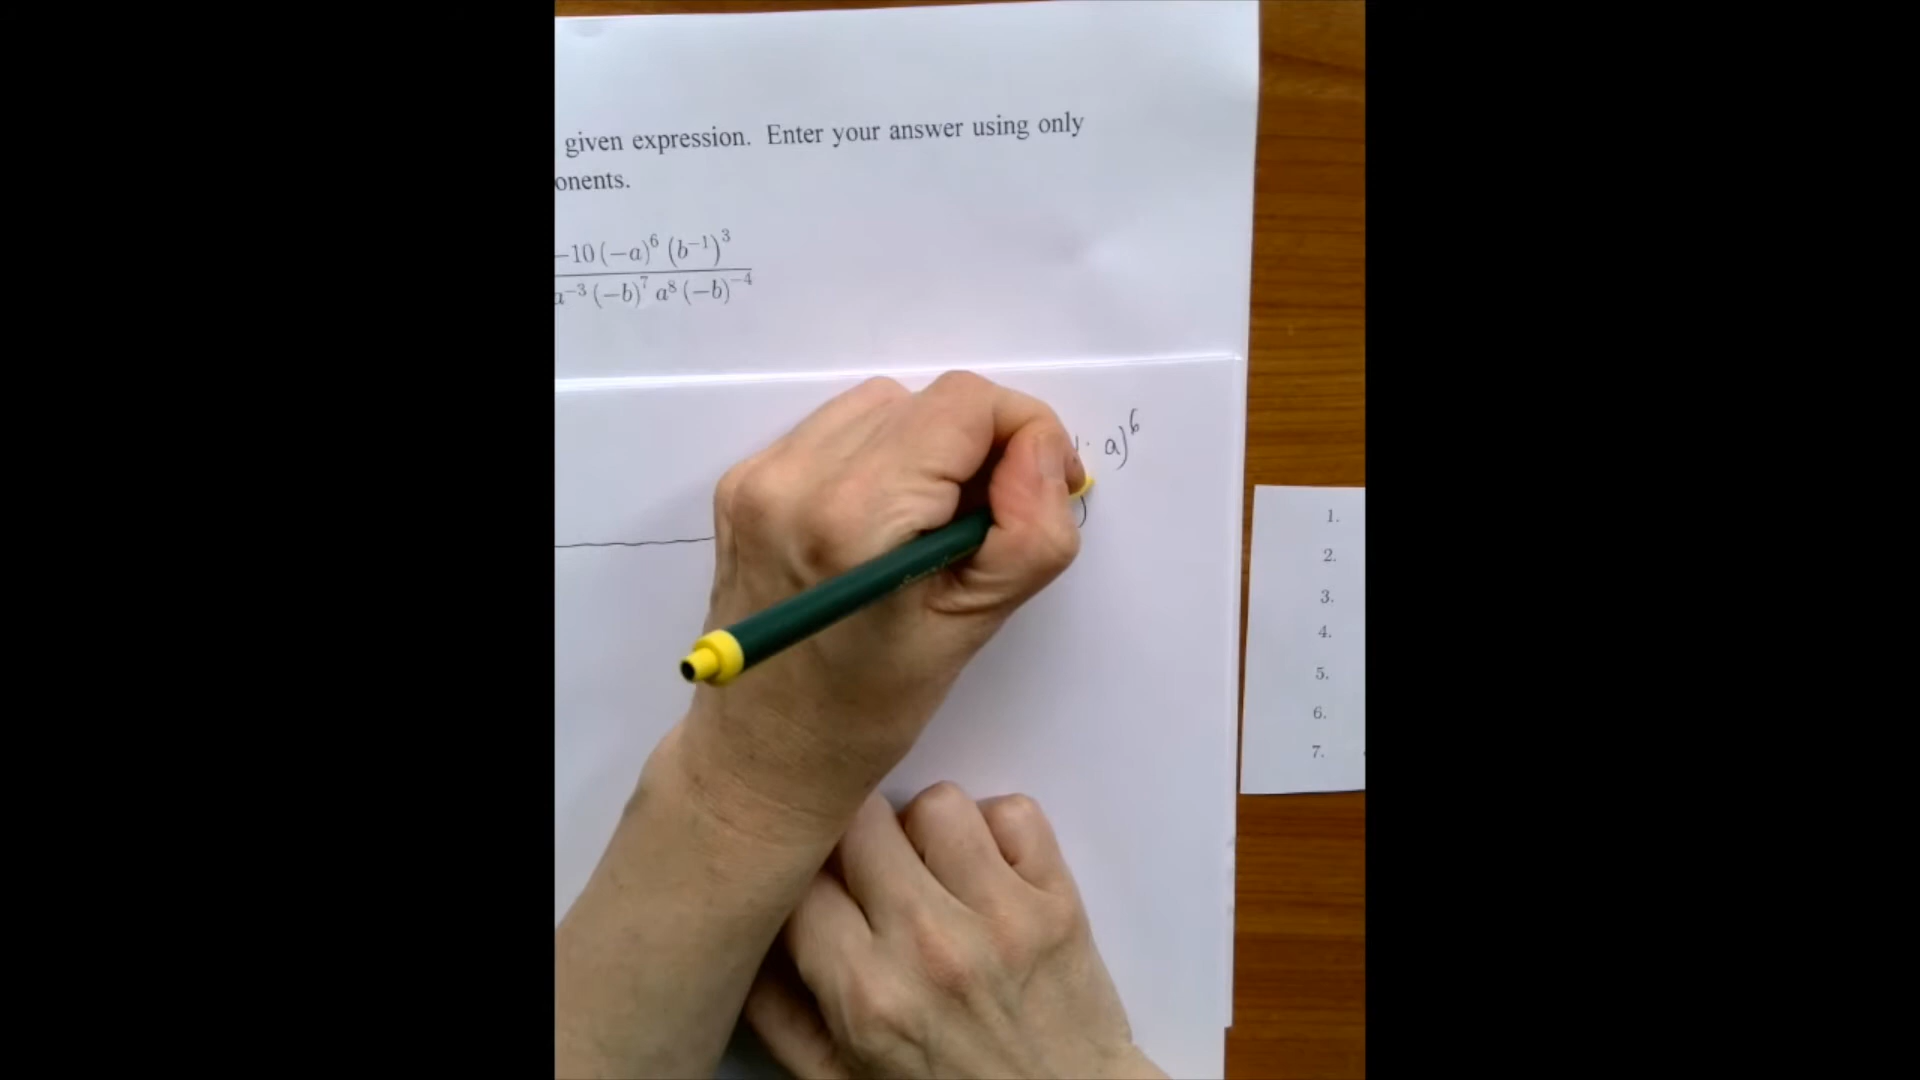 given expression. Enter your answer using only
onents.
−10 (−a)⁶ (b⁻¹)³
a⁻³ (−b)⁷ a⁸ (−b)⁻⁴
· a)⁶
)
1.
2.
3.
4.
5.
6.
7.